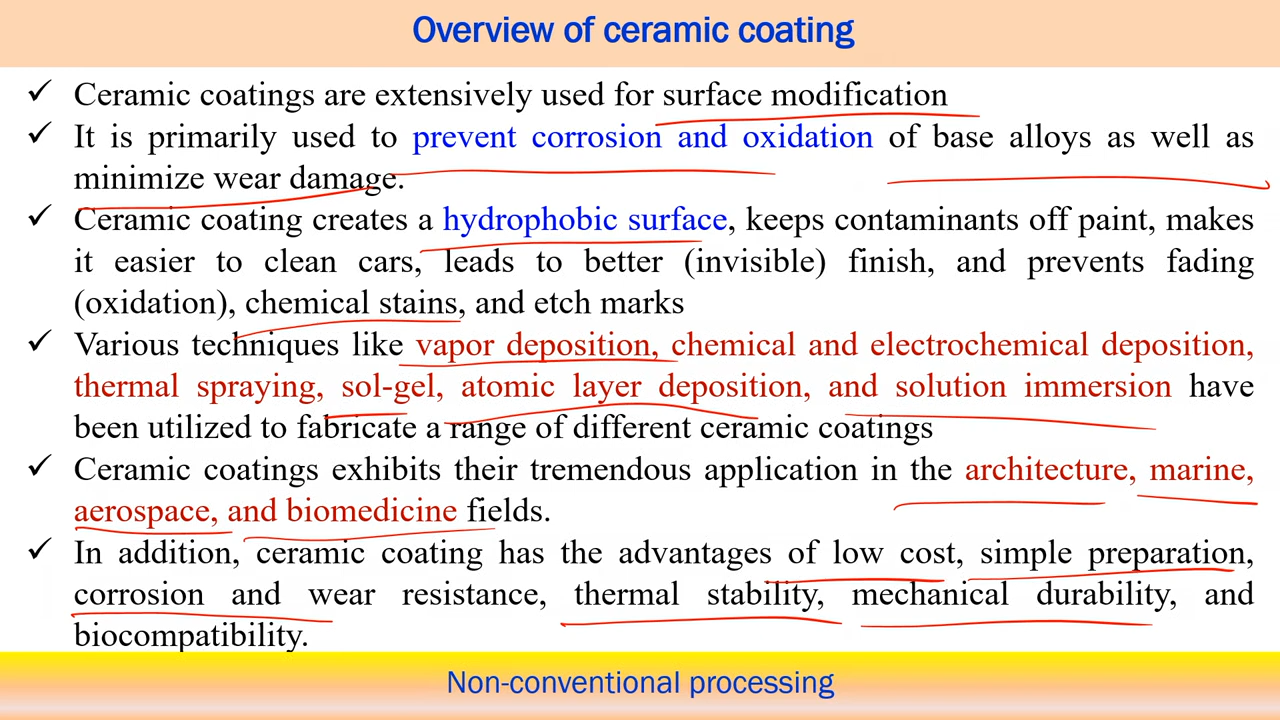 Overview of ceramic coating
✓ Ceramic coatings are extensively used for surface modification
✓ It is primarily used to prevent corrosion and oxidation of base alloys as well as
minimize wear damage.
✓ Ceramic coating creates a hydrophobic surface, keeps contaminants off paint, makes
it easier to clean cars, leads to better (invisible) finish, and prevents fading
(oxidation), chemical stains, and etch marks
✓ Various techniques like vapor deposition, chemical and electrochemical deposition,
thermal spraying, sol-gel, atomic layer deposition, and solution immersion have
been utilized to fabricate a range of different ceramic coatings
✓ Ceramic coatings exhibits their tremendous application in the architecture, marine,
aerospace, and biomedicine fields.
✓ In addition, ceramic coating has the advantages of low cost, simple preparation,
corrosion and wear resistance, thermal stability, mechanical durability, and
biocompatibility.
Non-conventional processing